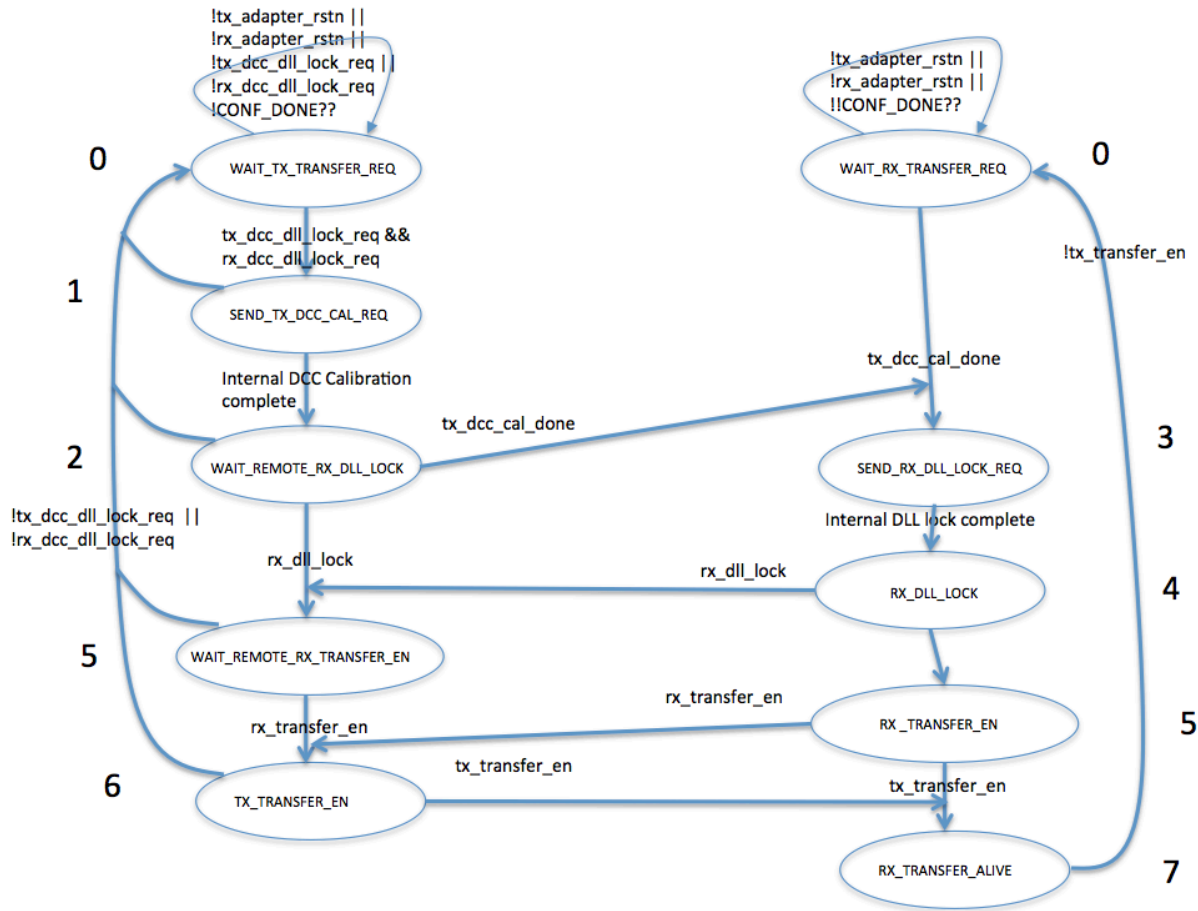 !tx_adapter_rstn ||
!rx_adapter_rstn ||
!tx_dcc_dll_lock_req ||
!rx_dcc_dll_lock_req
!CONF_DONE??
!tx_adapter_rstn ||
!rx_adapter_rstn ||
!!CONF_DONE??
0
WAIT_TX_TRANSFER_REQ
WAIT_RX_TRANSFER_REQ
0
tx_dcc_dll_lock_req &&
rx_dcc_dll_lock_req
!tx_transfer_en
1
SEND_TX_DCC_CAL_REQ
Internal DCC Calibration
complete
tx_dcc_cal_done
tx_dcc_cal_done
2
WAIT_REMOTE_RX_DLL_LOCK
SEND_RX_DLL_LOCK_REQ
3
!tx_dcc_dll_lock_req ||
!rx_dcc_dll_lock_req
Internal DLL lock complete
rx_dll_lock
rx_dll_lock
RX_DLL_LOCK
4
5
WAIT_REMOTE_RX_TRANSFER_EN
rx_transfer_en
rx_transfer_en
RX _TRANSFER_EN
5
6
TX_TRANSFER_EN
tx_transfer_en
tx_transfer_en
RX_TRANSFER_ALIVE
7